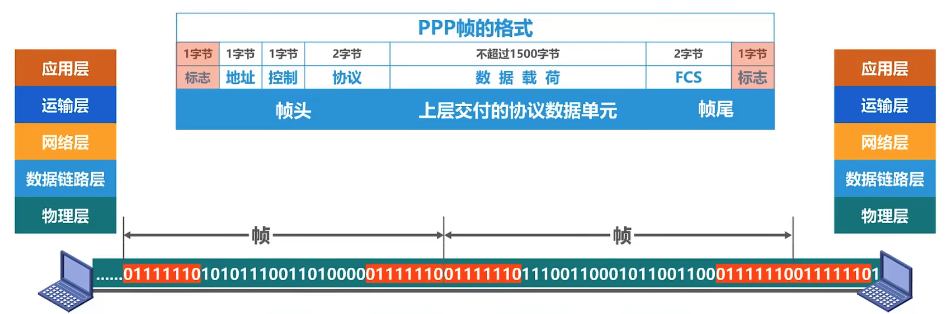 PPP帧的格式
1字节 1字节 1字节 2字节 不超过1500字节 2字节 1字节
标志 地址 控制 协议 数据载荷 FCS 标志
帧头 上层交付的协议数据单元 帧尾
应用层
运输层
网络层
数据链路层
物理层
应用层
运输层
网络层
数据链路层
物理层
帧 帧
......011111101010111001101000001111110011111101110011000101100110001111110011111101